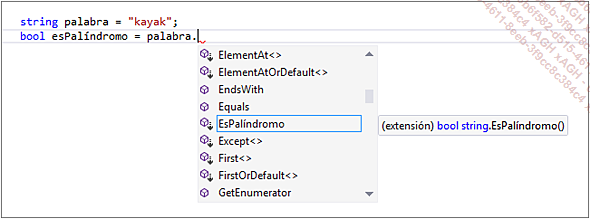 string palabra = "kayak";
bool esPalíndromo = palabra.
ElementAt<>
ElementAtOrDefault<>
EndsWith
Equals
EsPalíndromo
(extensión) bool string.EsPalíndromo()
Except<>
First<>
FirstOrDefault<>
GetEnumerator